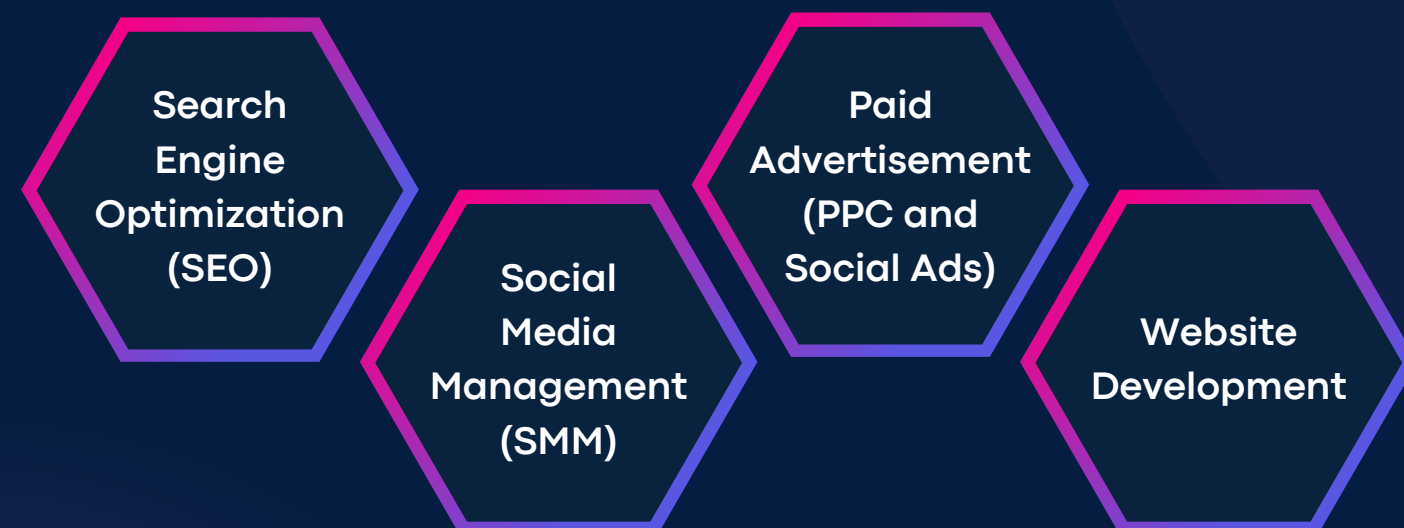 Search
Engine
Optimization
(SEO)
Social
Media
Management
(SMM)
Paid
Advertisement
(PPC and
Social Ads)
Website
Development